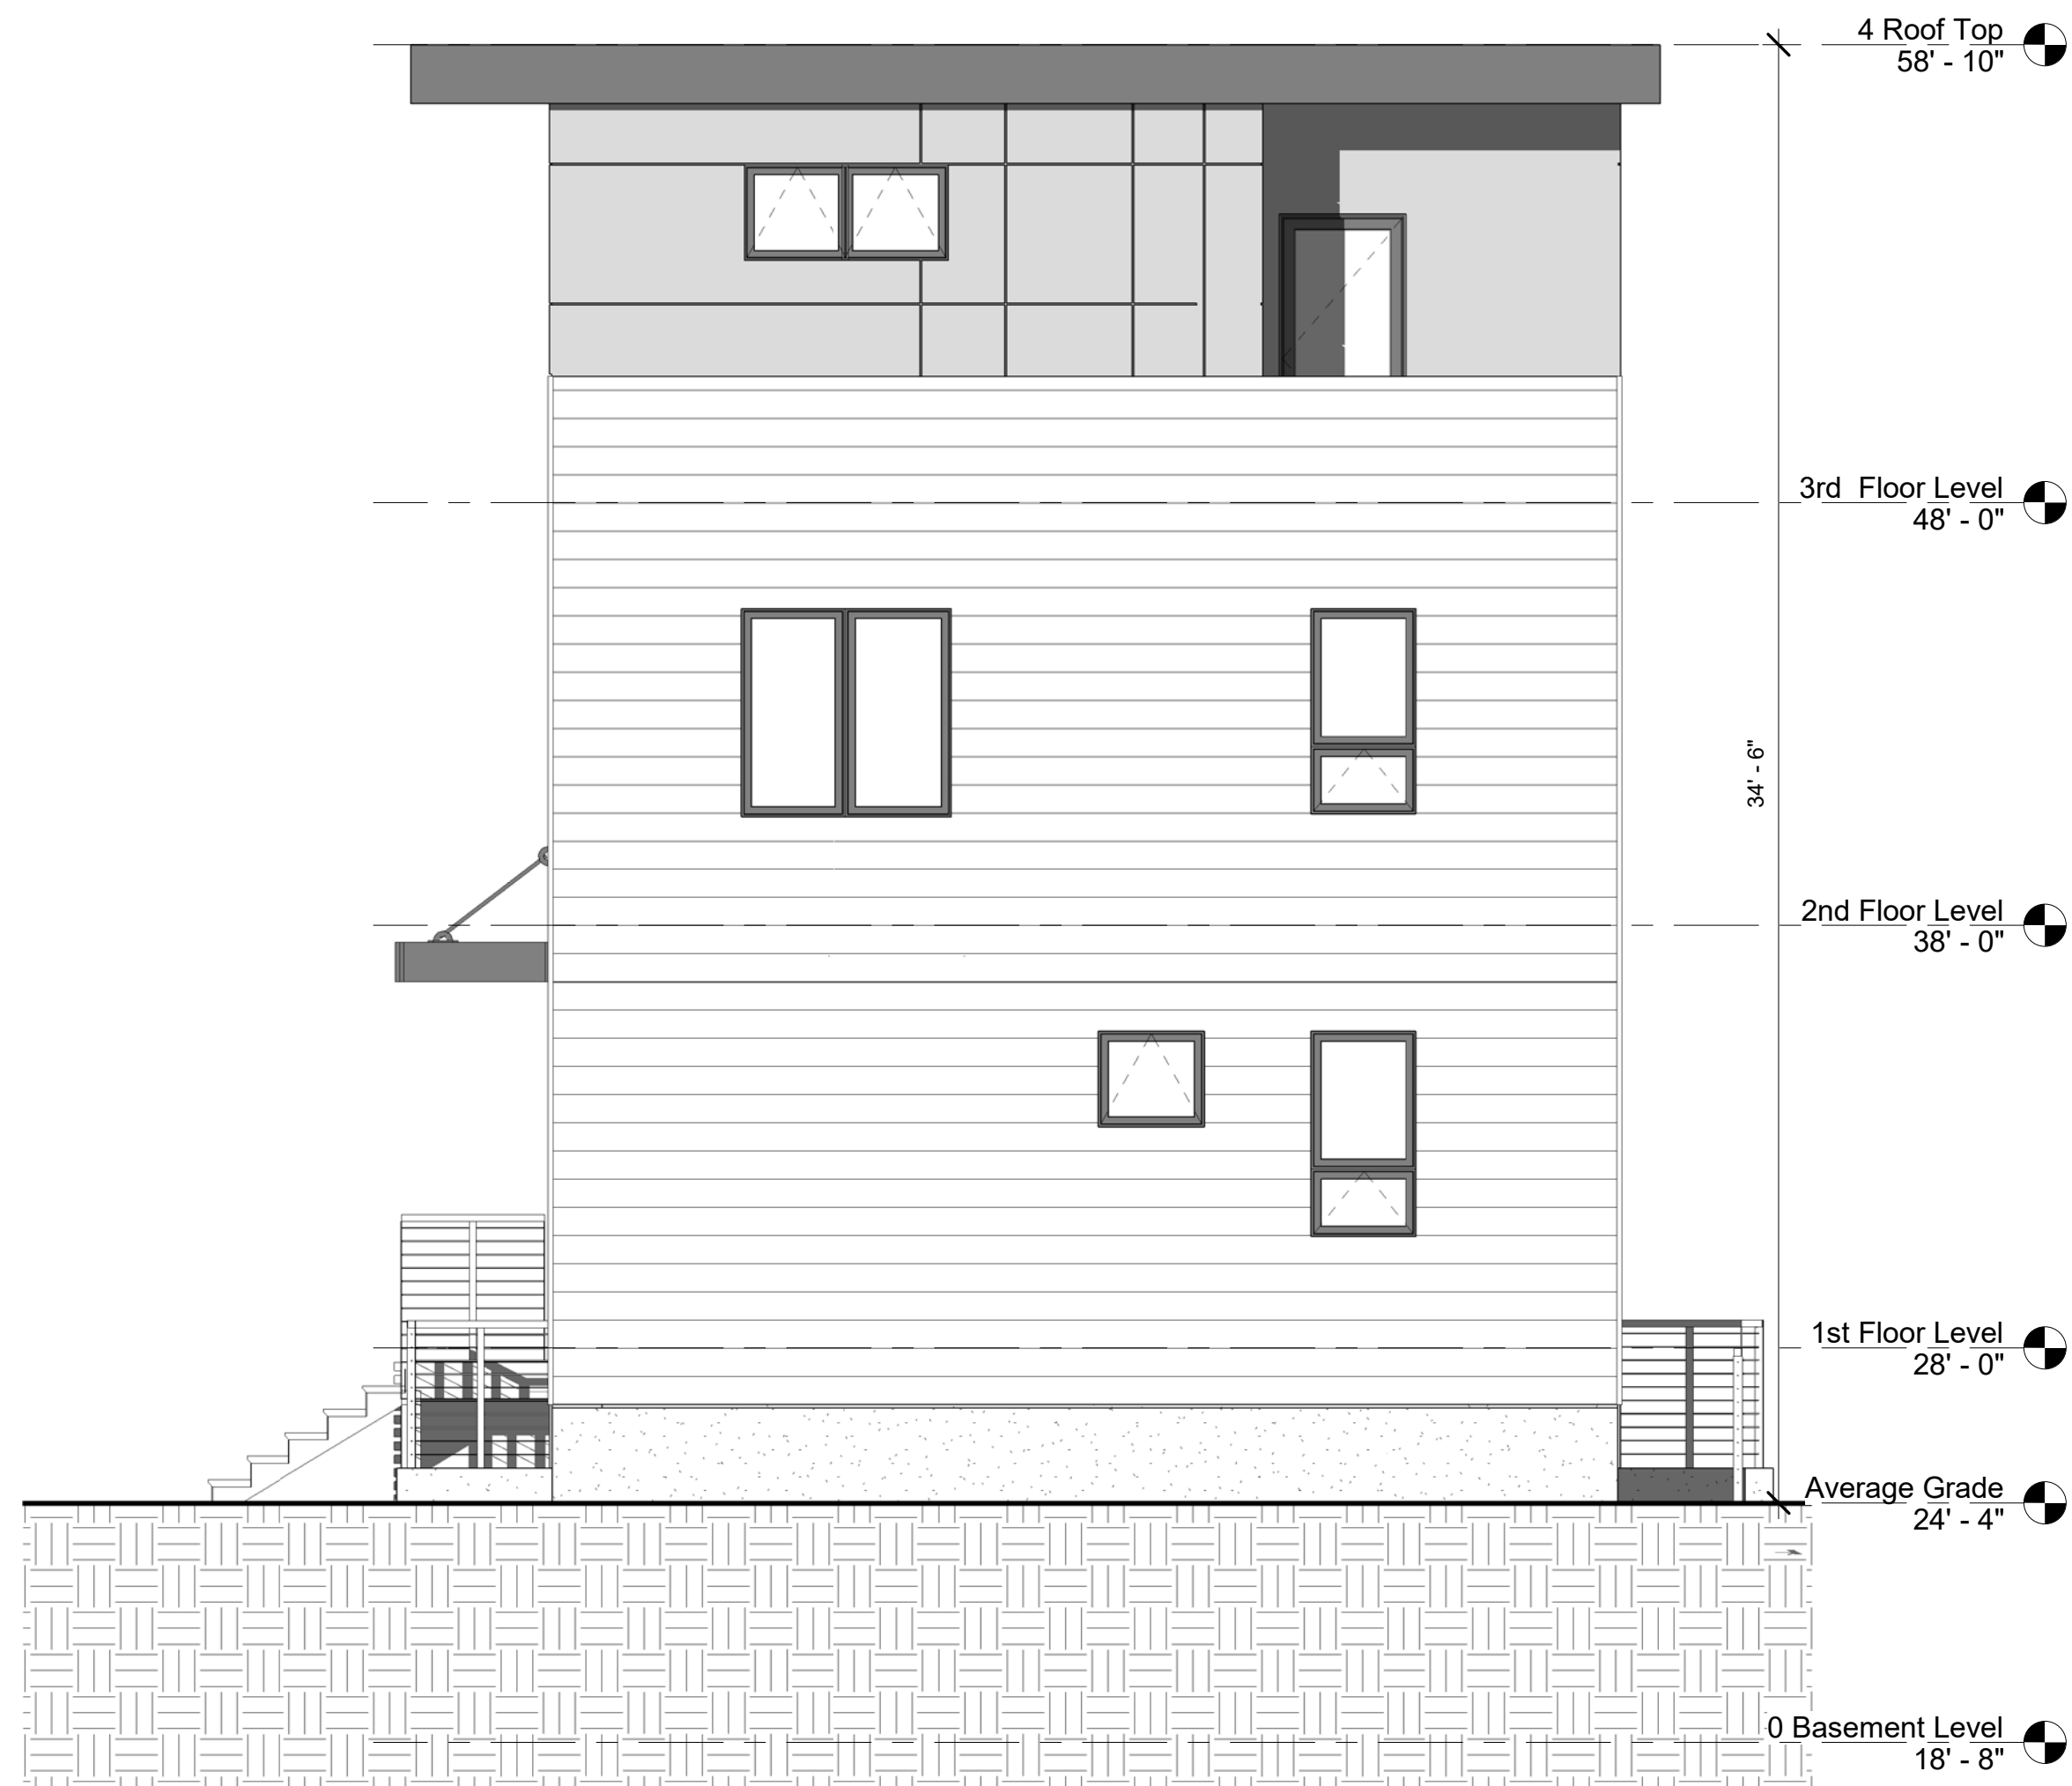 4 Roof Top
58' - 10"
3rd Floor Level
48' - 0"
34' - 6"
2nd Floor Level
38' - 0"
1st Floor Level
28' - 0"
Average Grade
24' - 4"
0 Basement Level
18' - 8"